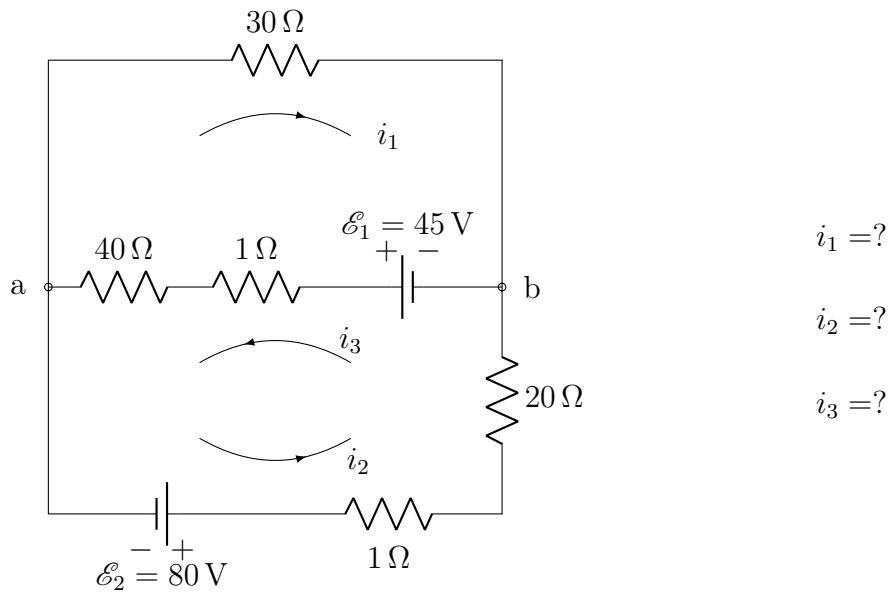 30 Ω
i₁
ℰ₁ = 45 V
40 Ω 1 Ω + −
i₁ =?
a b
i₂ =?
i₃
20 Ω
i₃ =?
i₂
− +
1 Ω
ℰ₂ = 80 V